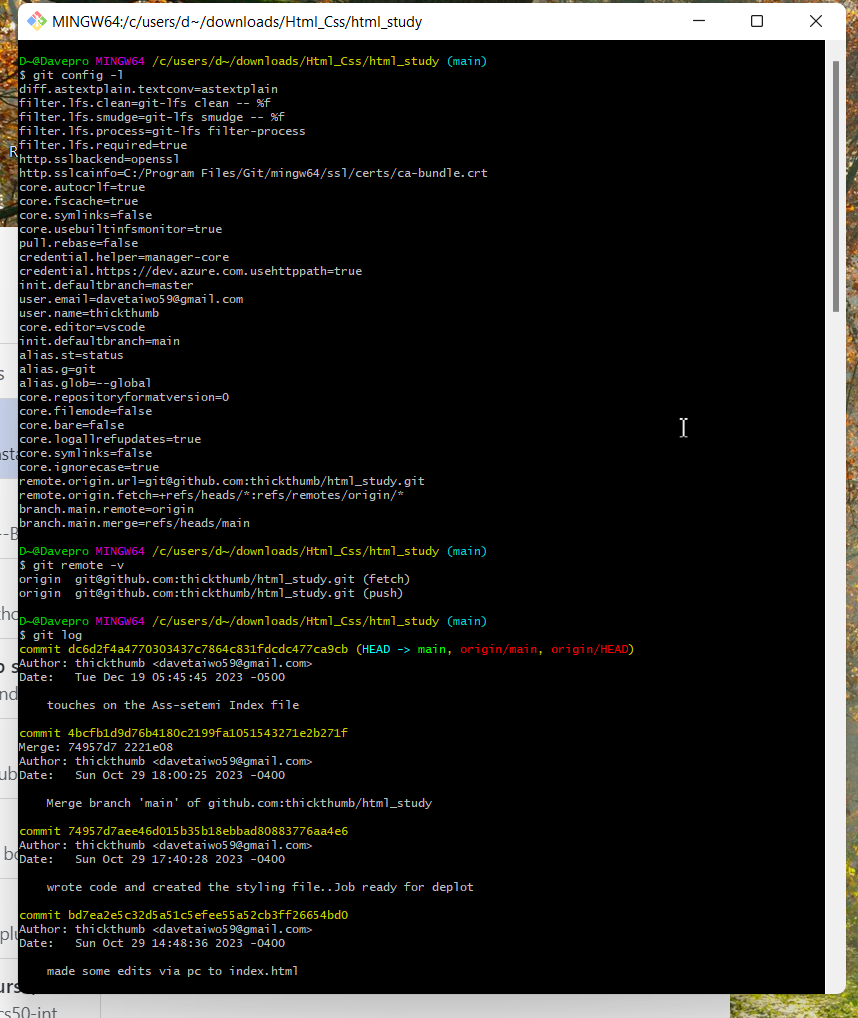 MINGW64:/c/users/d~/downloads/Html_Css/html_study
D~@Davepro MINGW64 /c/users/d~/downloads/Html_Css/html_study (main)
$ git config -l
diff.astextplain.textconv=astextplain
filter.lfs.clean=git-lfs clean -- %f
filter.lfs.smudge=git-lfs smudge -- %f
filter.lfs.process=git-lfs filter-process
filter.lfs.required=true
http.sslbackend=openssl
http.sslcainfo=C:/Program Files/Git/mingw64/ssl/certs/ca-bundle.crt
core.autocrlf=true
core.fscache=true
core.symlinks=false
core.usebuiltinfsmonitor=true
pull.rebase=false
credential.helper=manager-core
credential.https://dev.azure.com.usehttppath=true
init.defaultbranch=master
user.email=davetaiwo59@gmail.com
user.name=thickthumb
core.editor=vscode
init.defaultbranch=main
alias.st=status
alias.g=git
alias.glob=--global
core.repositoryformatversion=0
core.filemode=false
core.bare=false
core.logallrefupdates=true
core.symlinks=false
core.ignorecase=true
remote.origin.url=git@github.com:thickthumb/html_study.git
remote.origin.fetch=+refs/heads/*:refs/remotes/origin/*
branch.main.remote=origin
branch.main.merge=refs/heads/main
D~@Davepro MINGW64 /c/users/d~/downloads/Html_Css/html_study (main)
$ git remote -v
origin  git@github.com:thickthumb/html_study.git (fetch)
origin  git@github.com:thickthumb/html_study.git (push)
D~@Davepro MINGW64 /c/users/d~/downloads/Html_Css/html_study (main)
$ git log
commit dc6d2f4a4770303437c7864c831fdcdc477ca9cb (HEAD -> main, origin/main, origin/HEAD)
Author: thickthumb <davetaiwo59@gmail.com>
Date:   Tue Dec 19 05:45:45 2023 -0500
touches on the Ass-setemi Index file
commit 4bcfb1d9d76b4180c2199fa1051543271e2b271f
Merge: 74957d7 2221e08
Author: thickthumb <davetaiwo59@gmail.com>
Date:   Sun Oct 29 18:00:25 2023 -0400
Merge branch 'main' of github.com:thickthumb/html_study
commit 74957d7aee46d015b35b18ebbad80883776aa4e6
Author: thickthumb <davetaiwo59@gmail.com>
Date:   Sun Oct 29 17:40:28 2023 -0400
wrote code and created the styling file..Job ready for deplot
commit bd7ea2e5c32d5a51c5efee55a52cb3ff26654bd0
Author: thickthumb <davetaiwo59@gmail.com>
Date:   Sun Oct 29 14:48:36 2023 -0400
made some edits via pc to index.html